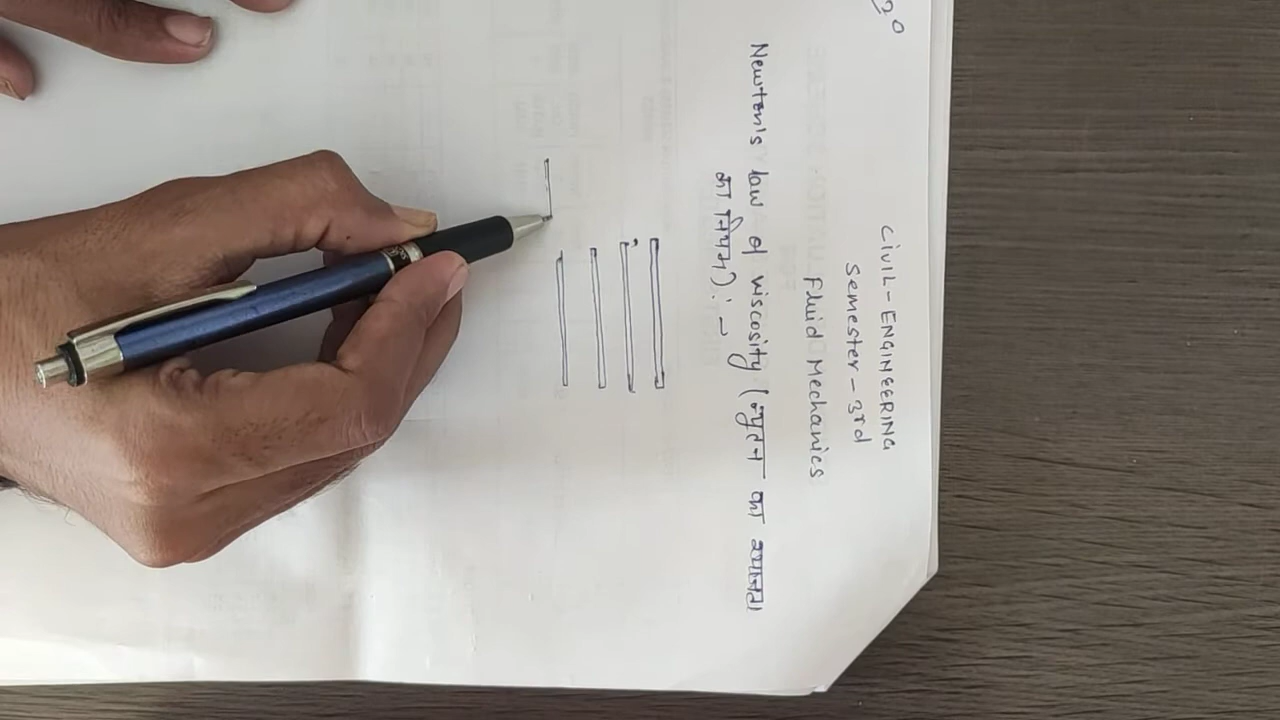 CIVIL-ENGINEERING
Semester-3rd
Fluid Mechanics
Newton's law of viscosity (न्युटन का श्यानता
का नियम):-